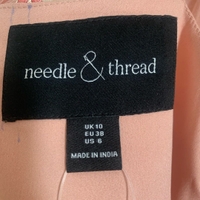 needle & thread
UK 10
EU 38
US 6
MADE IN INDIA